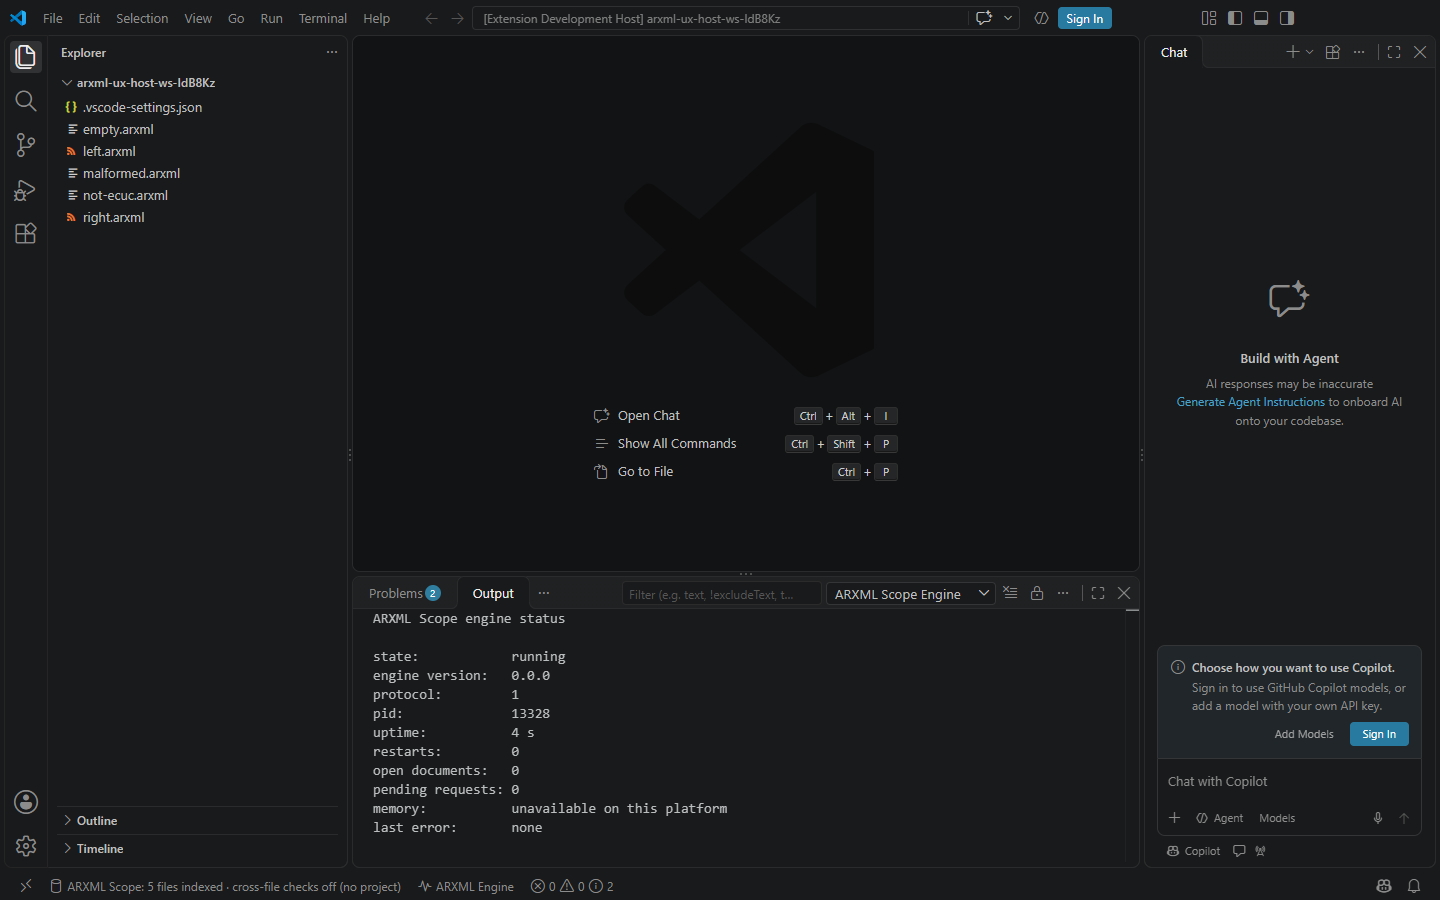 File Edit Selection View Go Run Terminal Help
[Extension Development Host] arxml-ux-host-ws-IdB8Kz
Sign In
Explorer
arxml-ux-host-ws-IdB8Kz
{} .vscode-settings.json
empty.arxml
left.arxml
malformed.arxml
not-ecuc.arxml
right.arxml
Outline
Timeline
Open Chat Ctrl + Alt + I
Show All Commands Ctrl + Shift + P
Go to File Ctrl + P
Problems 2 Output
Filter (e.g. text, !excludeText, t...
ARXML Scope Engine
ARXML Scope engine status
state: running
engine version: 0.0.0
protocol: 1
pid: 13328
uptime: 4 s
restarts: 0
open documents: 0
pending requests: 0
memory: unavailable on this platform
last error: none
Chat
Build with Agent
AI responses may be inaccurate
Generate Agent Instructions to onboard AI
onto your codebase.
Choose how you want to use Copilot.
Sign in to use GitHub Copilot models, or
add a model with your own API key.
Add Models Sign In
Chat with Copilot
Agent Models
Copilot
ARXML Scope: 5 files indexed · cross-file checks off (no project) ARXML Engine 0 0 2